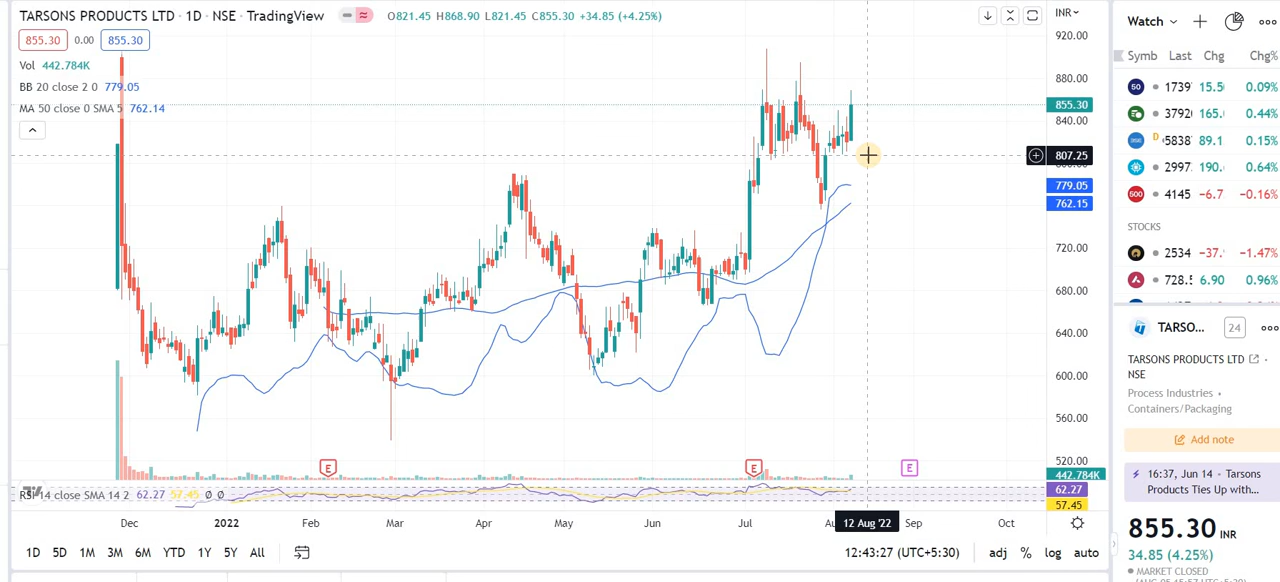 TARSONS PRODUCTS LTD · 1D · NSE · TradingView
O821.45 H868.90 L821.45 C855.30 +34.85 (+4.25%)
855.30 0.00 855.30
Vol 442.784K
BB 20 close 2 0 779.05
MA 50 close 0 SMA 5 762.14
INR
920.00
880.00
855.30
840.00
807.25
779.05
762.15
720.00
680.00
640.00
600.00
560.00
520.00
442.784K
62.27
57.45
E
E
E
RSI 14 close SMA 14 2 62.27 57.45 0 0
Dec 2022 Feb Mar Apr May Jun Jul 12 Aug '22 Sep Oct
1D 5D 1M 3M 6M YTD 1Y 5Y All
12:43:27 (UTC+5:30) adj % log auto
Watch
Symb Last Chg Chg%
50 1739 15.5 0.09%
3792 165. 0.44%
D 5838 89.1 0.15%
2997 190. 0.64%
500 4145 -6.7 -0.16%
STOCKS
2534 -37. -1.47%
728.5 6.90 0.96%
TARSO... 24
TARSONS PRODUCTS LTD ·
NSE
Process Industries •
Containers/Packaging
Add note
16:37, Jun 14 · Tarsons
Products Ties Up with...
855.30 INR
34.85 (4.25%)
MARKET CLOSED